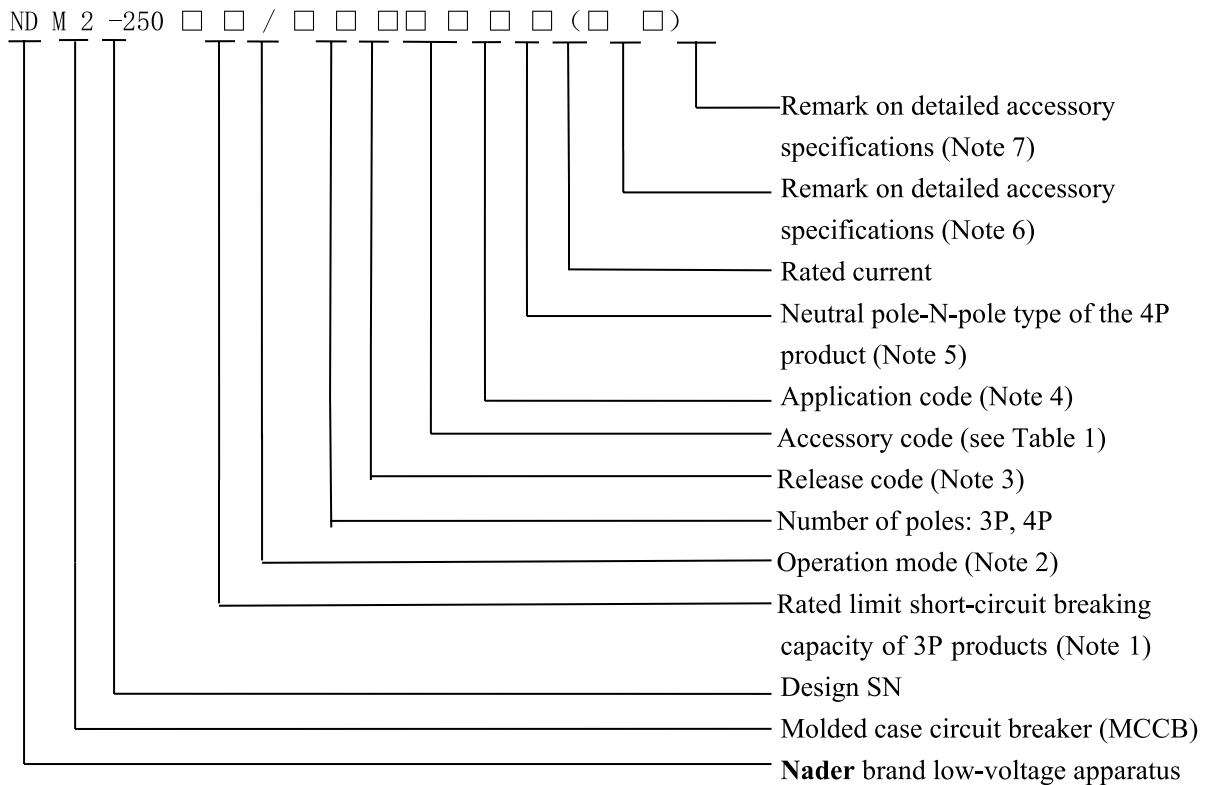 ND M 2 -250 □ □ / □ □ □□ □ □ □ (□ □)
Remark on detailed accessory
specifications (Note 7)
Remark on detailed accessory
specifications (Note 6)
Rated current
Neutral pole-N-pole type of the 4P
product (Note 5)
Application code (Note 4)
Accessory code (see Table 1)
Release code (Note 3)
Number of poles: 3P, 4P
Operation mode (Note 2)
Rated limit short-circuit breaking
capacity of 3P products (Note 1)
Design SN
Molded case circuit breaker (MCCB)
Nader brand low-voltage apparatus